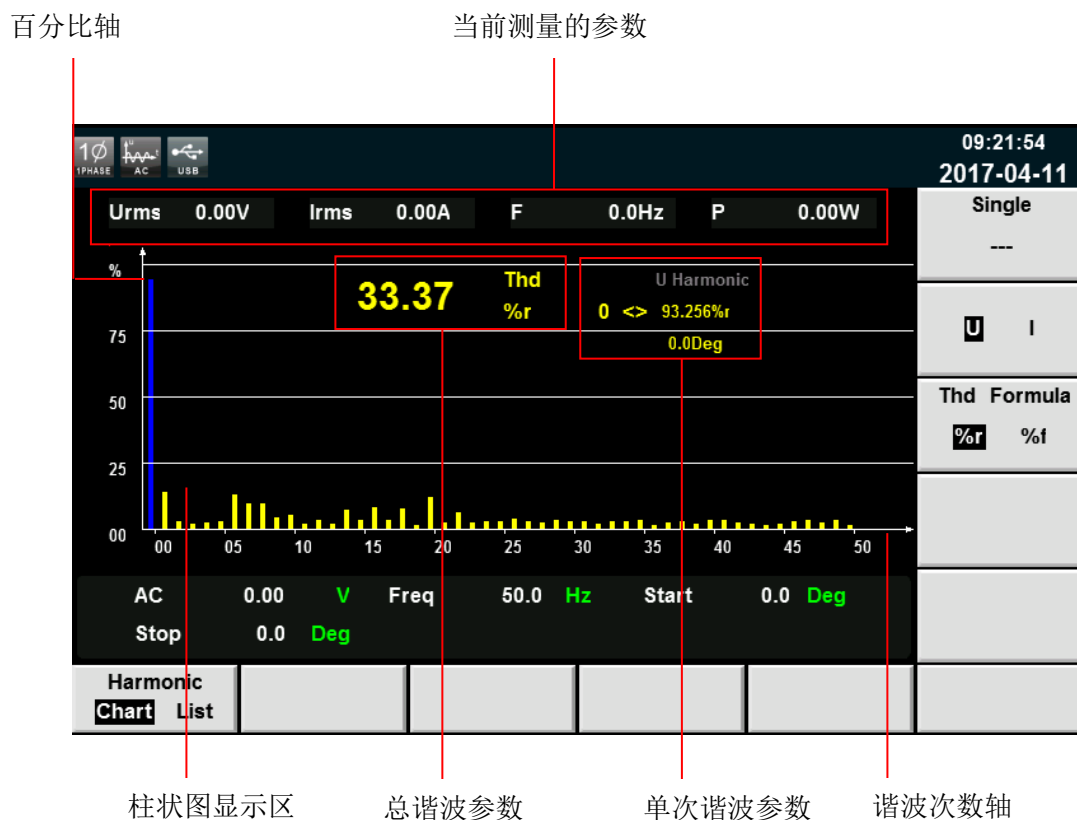 百分比轴 当前测量的参数
1Ø 1PHASE U t AC USB 09:21:54
2017-04-11
Urms 0.00V Irms 0.00A F 0.0Hz P 0.00W Single
---
% Thd U Harmonic
33.37 %r 0 <> 93.256%r
0.0Deg
75 U I
50 Thd Formula
%r %f
25
00
00 05 10 15 20 25 30 35 40 45 50
AC 0.00 V Freq 50.0 Hz Start 0.0 Deg
Stop 0.0 Deg
Harmonic
Chart List
柱状图显示区 总谐波参数 单次谐波参数 谐波次数轴